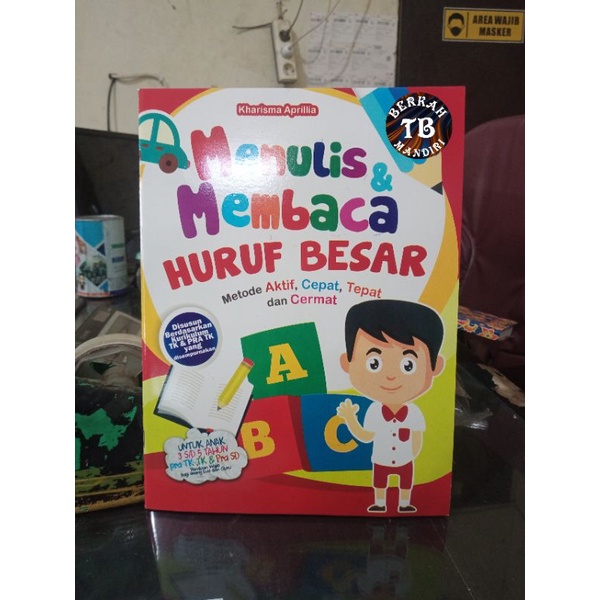 AREA WAJIB
MASKER
Kharisma Aprillia
BERKAH
TB
MANDIRI
Menulis
&
Membaca
HURUF BESAR
Metode Aktif, Cepat, Tepat
dan Cermat
Disusun
Berdasarkan
Kurikulum
TK & PRA TK
yang
disempurnakan
A
B
C
UNTUK ANAK
3 S/D 5 TAHUN
Pra TK, TK & Pra SD